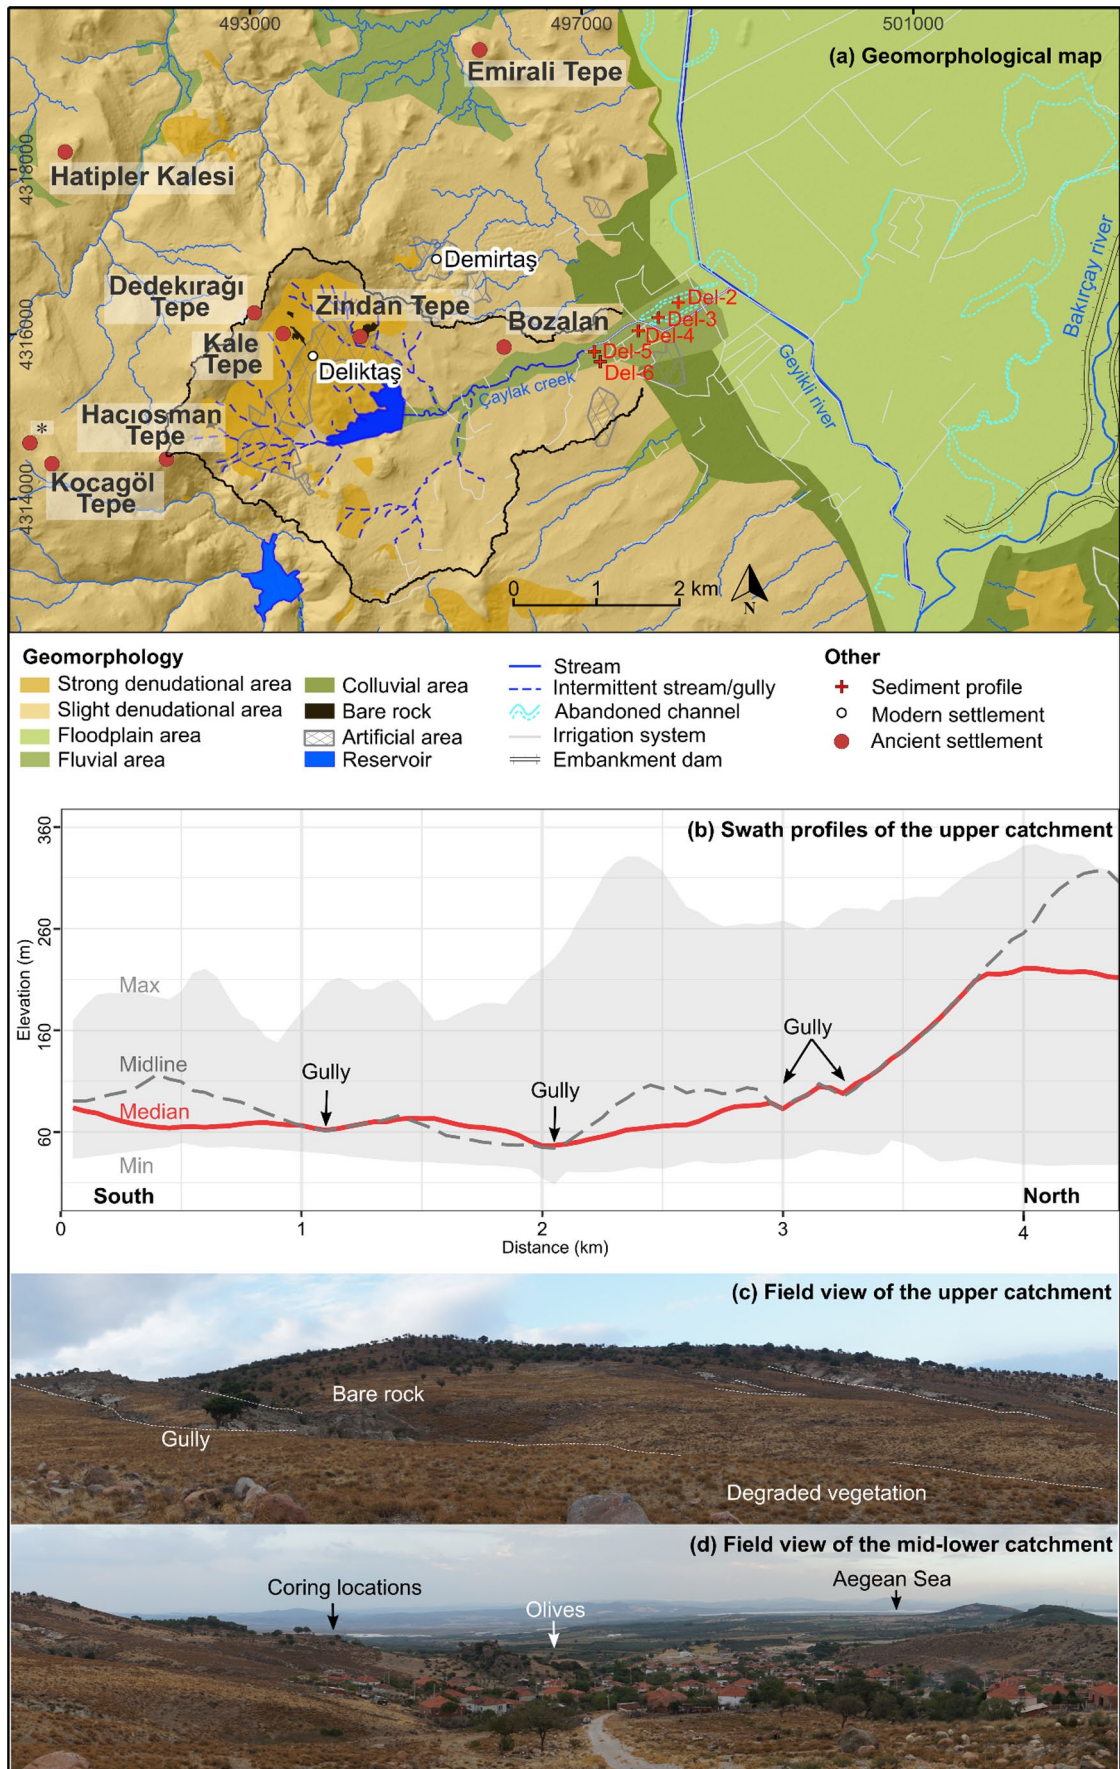 493000
497000
501000
(a) Geomorphological map
Emirali Tepe
4318000
Hatipler Kalesi
Demirtaş
Dedekırağı
Tepe
Zindan Tepe
Bozalan
Del-2
Del-3
Del-4
Del-5
Del-6
4316000
Kale
Tepe
Deliktaş
Çaylak creek
Geyikli river
Bakırçay river
Hacıosman
Tepe
*
Kocagöl
Tepe
4314000
0 1 2 km
N
Geomorphology
Strong denudational area
Slight denudational area
Floodplain area
Fluvial area
Colluvial area
Bare rock
Artificial area
Reservoir
Stream
Intermittent stream/gully
Abandoned channel
Irrigation system
Embankment dam
Other
Sediment profile
Modern settlement
Ancient settlement
(b) Swath profiles of the upper catchment
Elevation (m)
360
260
160
60
Max
Midline
Median
Min
Gully
Gully
Gully
South
North
0 1 2 3 4
Distance (km)
(c) Field view of the upper catchment
Bare rock
Gully
Degraded vegetation
(d) Field view of the mid-lower catchment
Coring locations
Olives
Aegean Sea